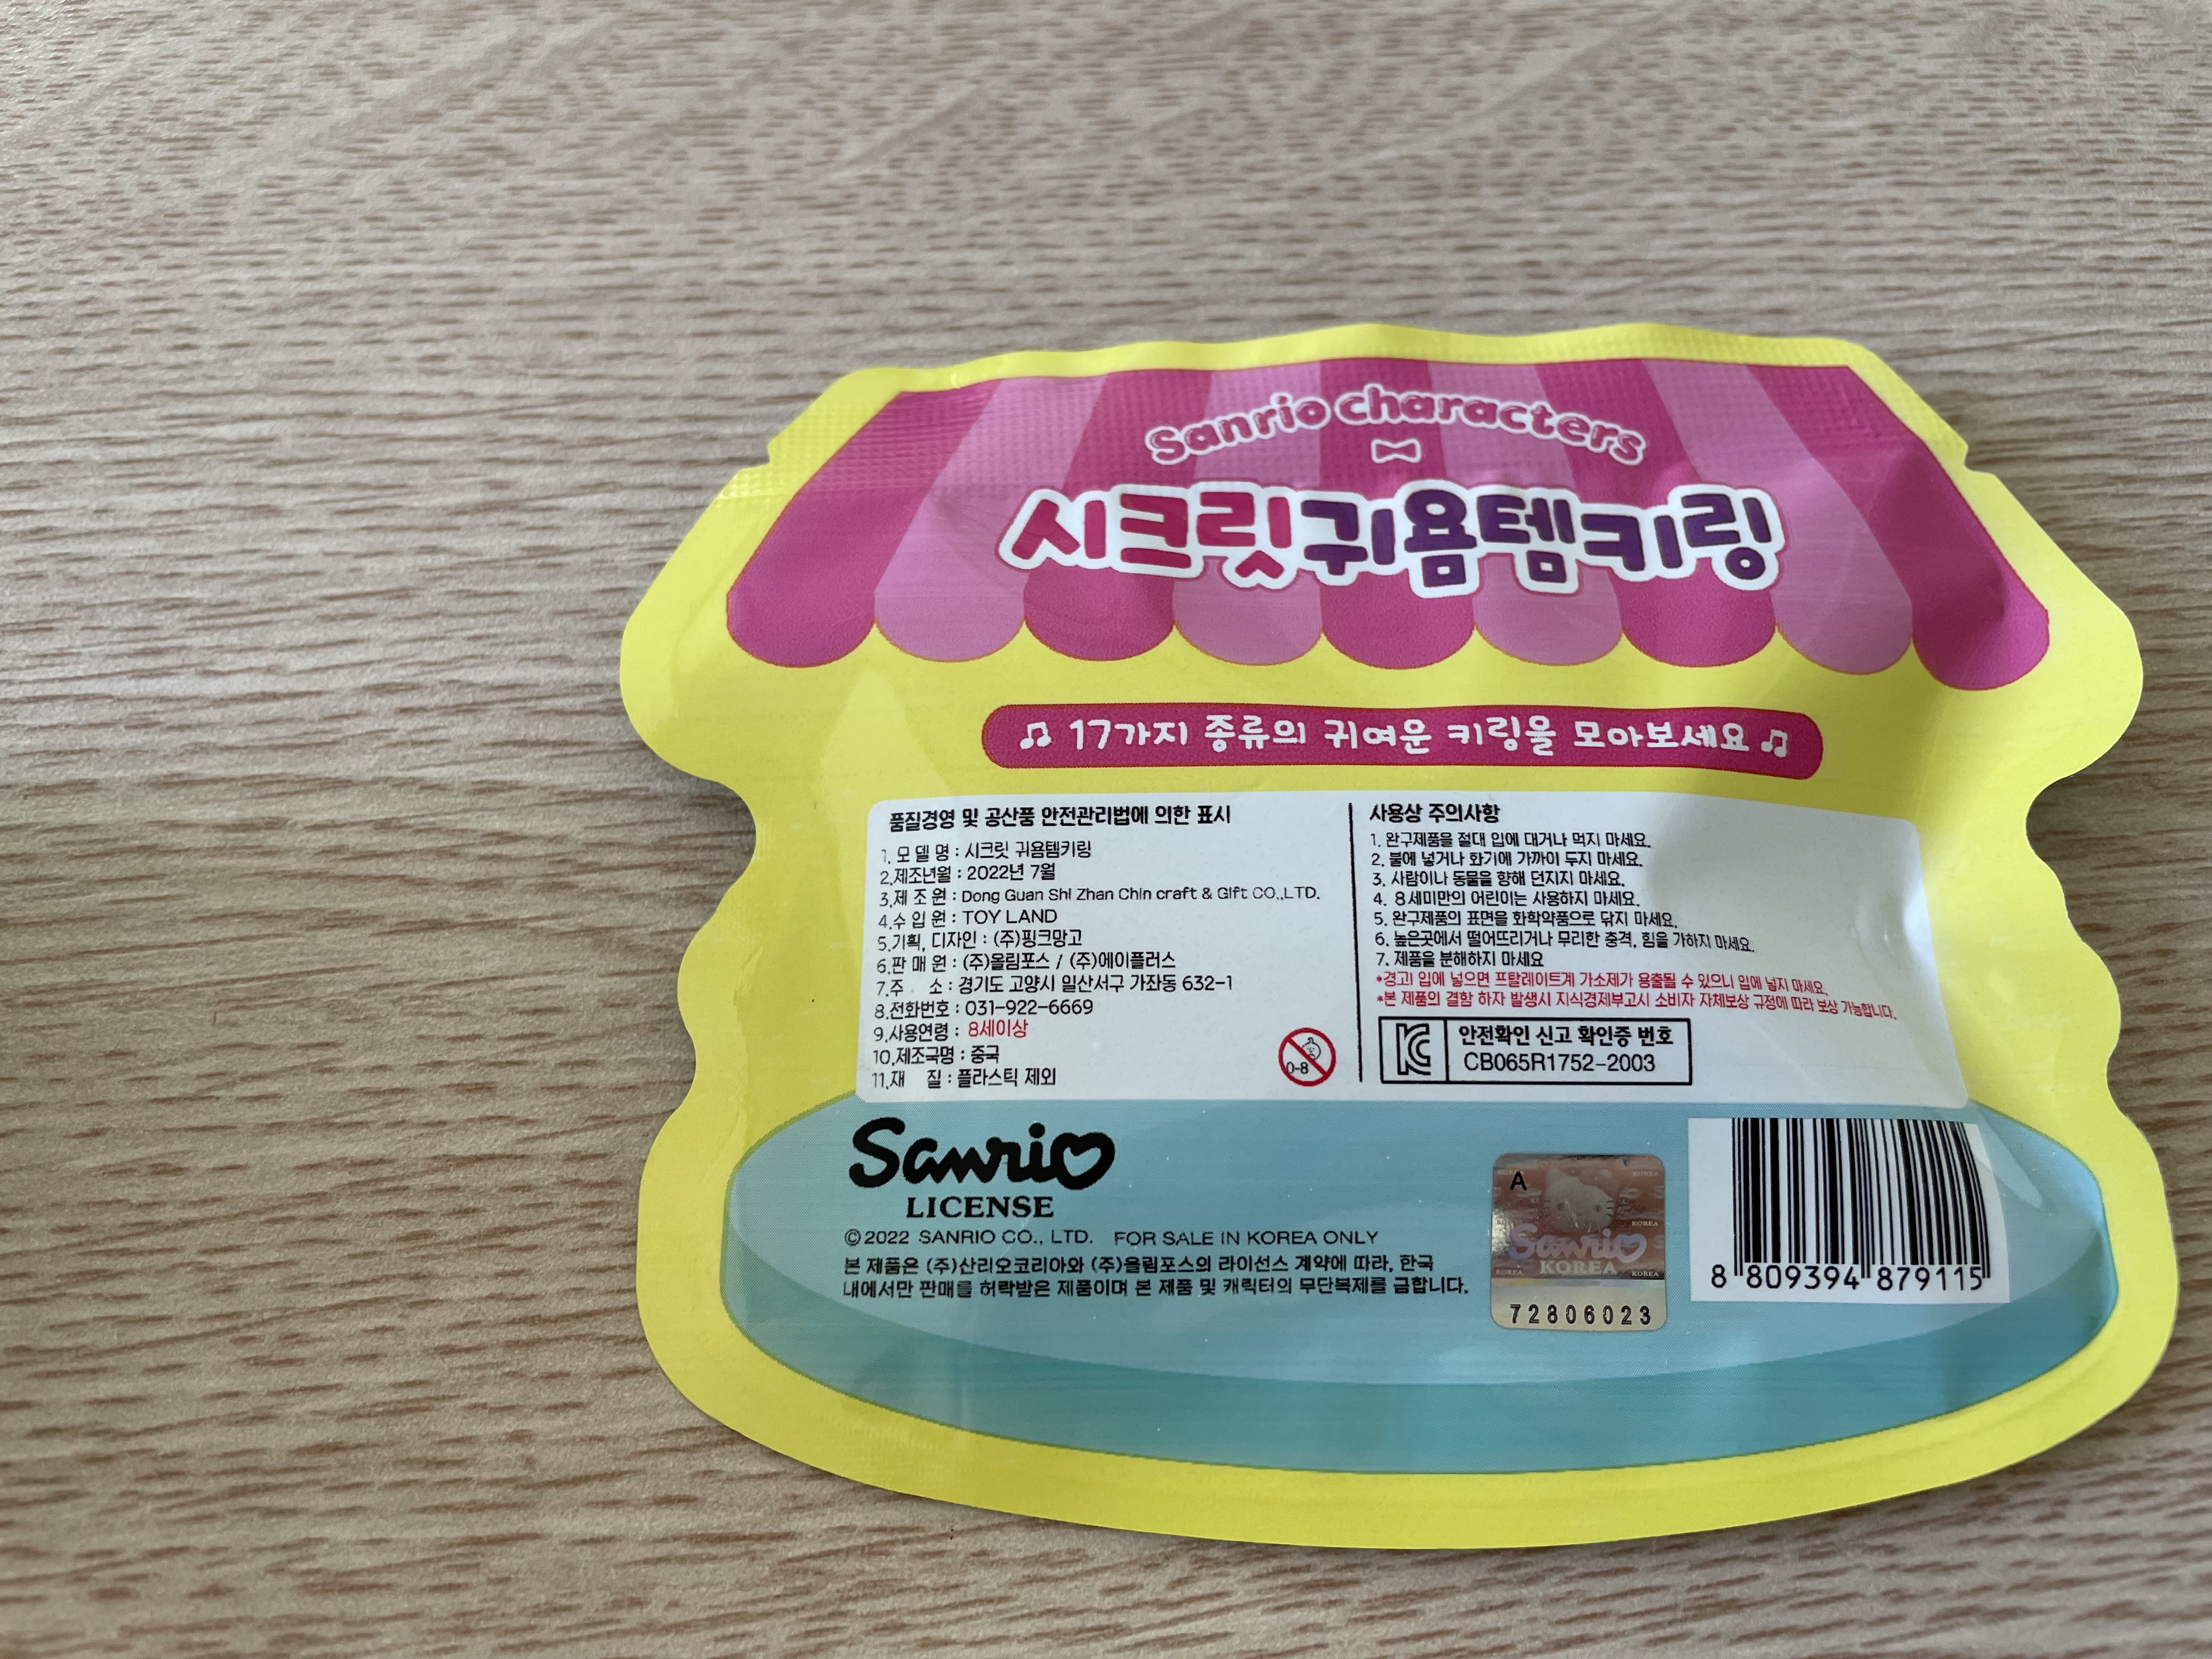 Sanrio characters
시크릿귀욤템키링
♫ 17가지 종류의 귀여운 키링을 모아보세요 ♫
품질경영 및 공산품 안전관리법에 의한 표시
1. 모 델 명 : 시크릿 귀욤템키링
2.제조년월 : 2022년 7월
3.제 조 원 : Dong Guan Shi Zhan Chin craft & Gift CO.,LTD.
4.수 입 원 : TOY LAND
5.기획, 디자인 : (주)핑크망고
6.판 매 원 : (주)올림포스 / (주)에이플러스
7.주 소 : 경기도 고양시 일산서구 가좌동 632-1
8.전화번호 : 031-922-6669
9.사용연령 : 8세이상
10.제조국명 : 중국
11.재 질 : 플라스틱 제외
0-8
사용상 주의사항
1. 완구제품을 절대 입에 대거나 먹지 마세요.
2. 불에 넣거나 화기에 가까이 두지 마세요.
3. 사람이나 동물을 향해 던지지 마세요.
4. 8세미만의 어린이는 사용하지 마세요.
5. 완구제품의 표면을 화학약품으로 닦지 마세요.
6. 높은곳에서 떨어뜨리거나 무리한 충격, 힘을 가하지 마세요.
7. 제품을 분해하지 마세요
*경고! 입에 넣으면 프탈레이트계 가소제가 용출될 수 있으니 입에 넣지 마세요.
*본 제품의 결함 하자 발생시 지식경제부고시 소비자 자체보상 규정에 따라 보상 가능합니다.
KC
안전확인 신고 확인증 번호
CB065R1752-2003
Sanrio
LICENSE
©2022 SANRIO CO., LTD. FOR SALE IN KOREA ONLY
본 제품은 (주)산리오코리아와 (주)올림포스의 라이선스 계약에 따라, 한국
내에서만 판매를 허락받은 제품이며 본 제품 및 캐릭터의 무단복제를 금합니다.
A
Sanrio
KOREA
72806023
8 809394 879115